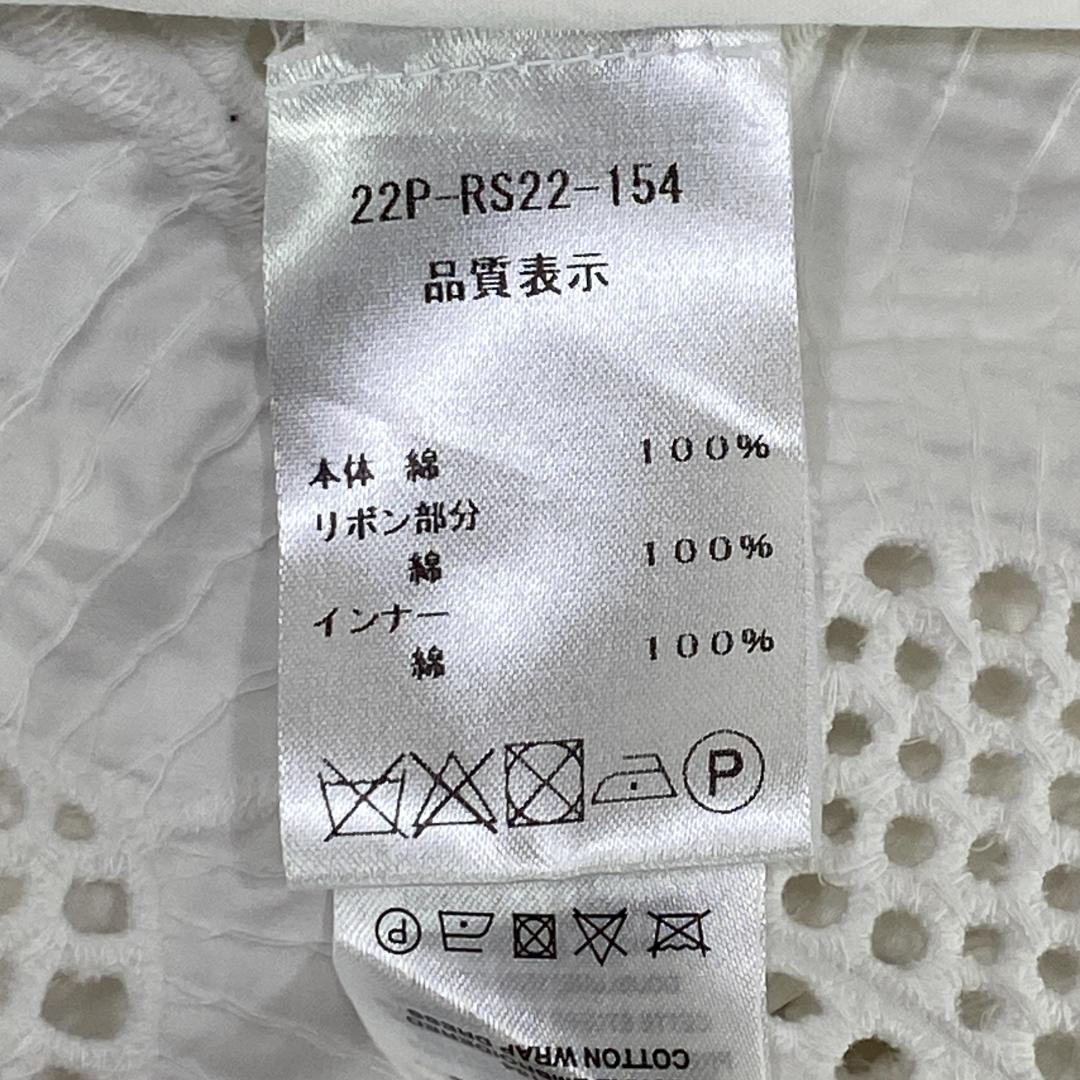 22P-RS22-154
品質表示
本体 綿 100%
リボン部分
綿 100%
インナー
綿 100%
P
P
COTTON WRAP DRESS